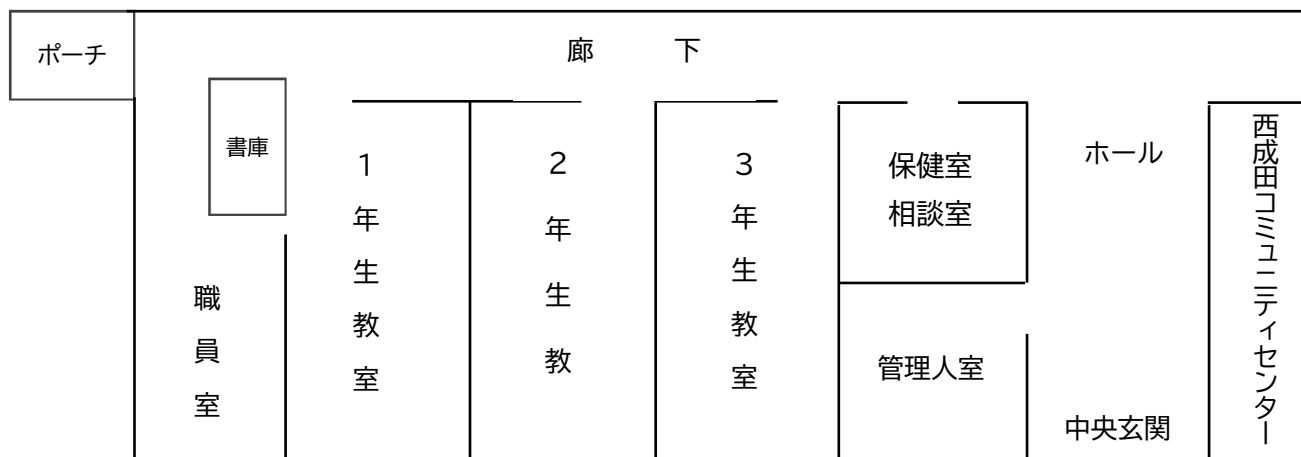 ポーチ
廊下
書庫
職員室
1年生教室
2年生教
3年生教室
保健室
相談室
管理人室
ホール
中央玄関
西成田コミュニティセンター